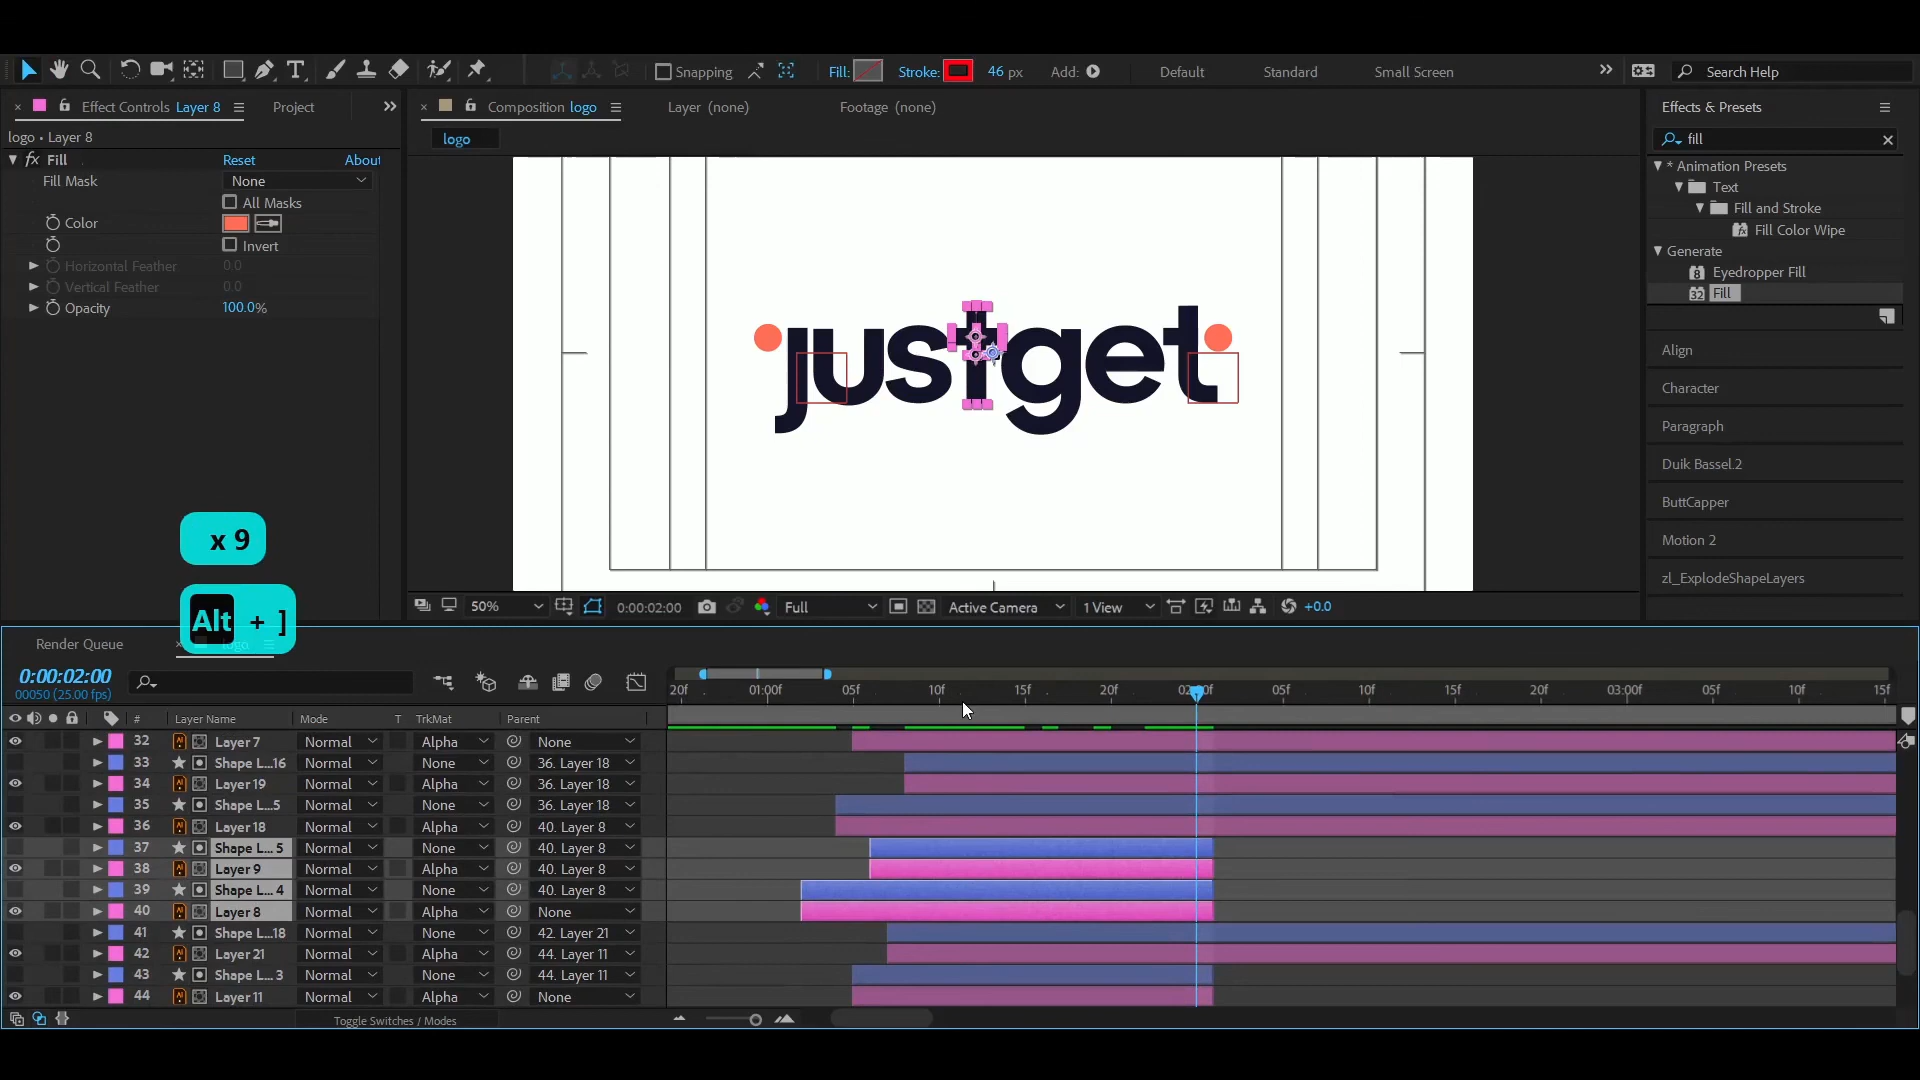 Snapping
Fill:
Stroke:
46 px
Add:
Default
Standard
Small Screen
Search Help
Effect Controls Layer 8
Project
Composition logo
Layer (none)
Footage (none)
Effects & Presets
logo • Layer 8
logo
fill
fx Fill
Reset
About
Fill Mask
None
All Masks
Color
Invert
Horizontal Feather
0.0
Vertical Feather
0.0
Opacity
100.0%
* Animation Presets
Text
Fill and Stroke
Fill Color Wipe
Generate
Eyedropper Fill
Fill
Align
Character
Paragraph
Duik Bassel.2
ButtCapper
Motion 2
zl_ExplodeShapeLayers
justget
x 9
Alt + ]
50%
0:00:02:00
Full
Active Camera
1 View
+0.0
Render Queue
logo
0:00:02:00
00050 (25.00 fps)
20f
01:00f
05f
10f
15f
20f
02:00f
05f
10f
15f
20f
03:00f
05f
10f
15f
#
Layer Name
Mode
T
TrkMat
Parent
32 Layer 7 Normal Alpha None
33 Shape L...16 Normal None 36. Layer 18
34 Layer 19 Normal Alpha 36. Layer 18
35 Shape L...5 Normal None 36. Layer 18
36 Layer 18 Normal Alpha 40. Layer 8
37 Shape L... 5 Normal None 40. Layer 8
38 Layer 9 Normal Alpha 40. Layer 8
39 Shape L... 4 Normal None 40. Layer 8
40 Layer 8 Normal Alpha None
41 Shape L...18 Normal None 42. Layer 21
42 Layer 21 Normal Alpha 44. Layer 11
43 Shape L... 3 Normal None 44. Layer 11
44 Layer 11 Normal Alpha None
Toggle Switches / Modes